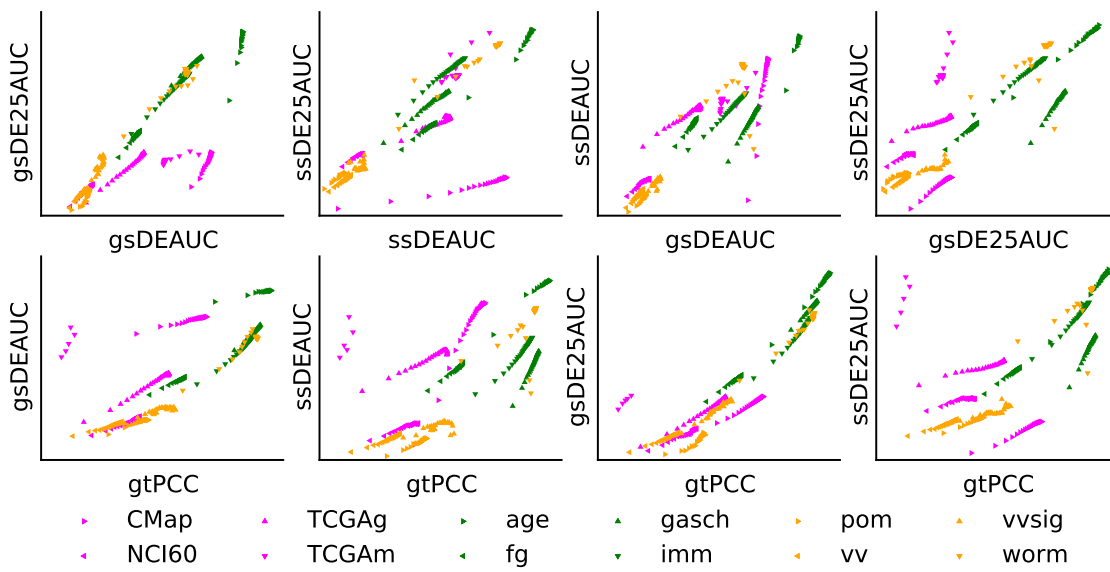 gsDE25AUC
gsDEAUC
ssDE25AUC
ssDEAUC
ssDEAUC
gsDEAUC
ssDE25AUC
gsDE25AUC
gsDEAUC
gtPCC
ssDEAUC
gtPCC
gsDE25AUC
gtPCC
ssDE25AUC
gtPCC
CMap TCGAg age gasch pom vvsig
NCI60 TCGAm fg imm vv worm